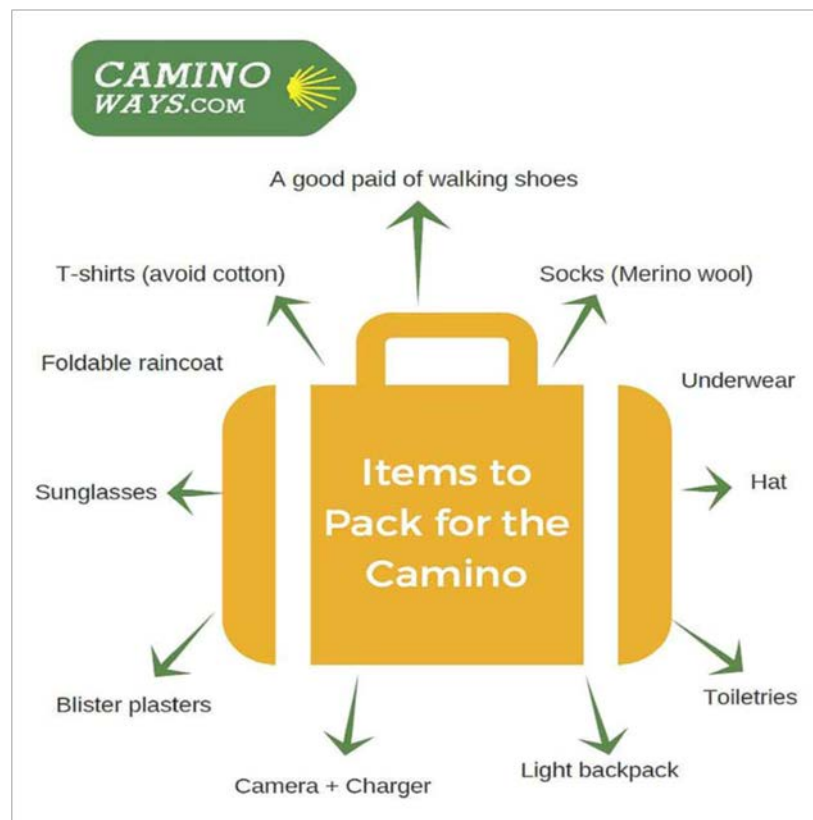 CAMINO
WAYS.COM
A good paid of walking shoes
T-shirts (avoid cotton)
Socks (Merino wool)
Foldable raincoat
Underwear
Sunglasses
Items to
Pack for the
Camino
Hat
Blister plasters
Toiletries
Camera + Charger
Light backpack